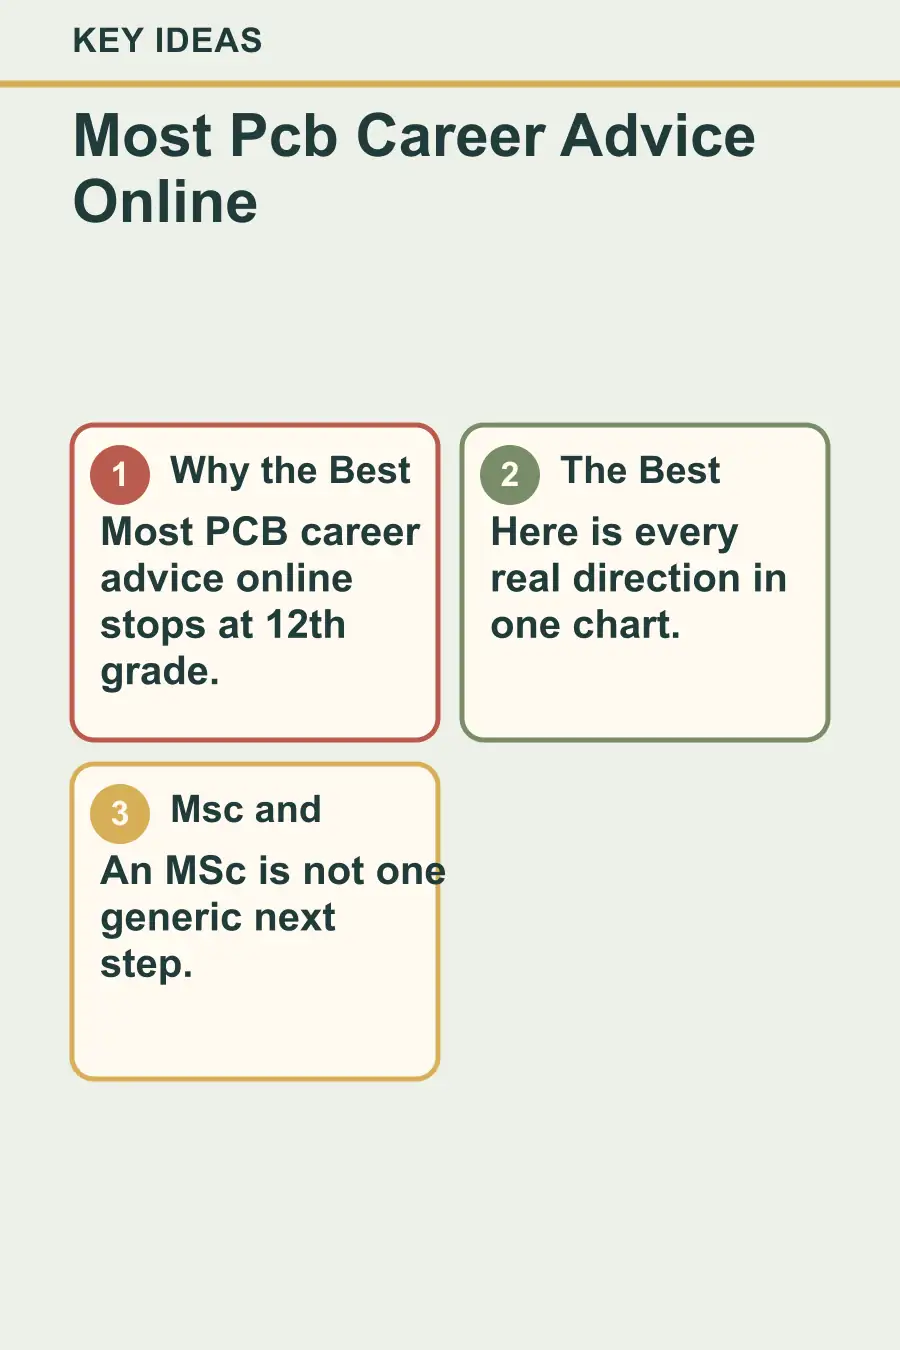 KEY IDEAS
Most Pcb Career Advice
Online
1
Why the Best
Most PCB career
advice online
stops at 12th
grade.
2
The Best
Here is every
real direction in
one chart.
3
Msc and
An MSc is not one
generic next
step.